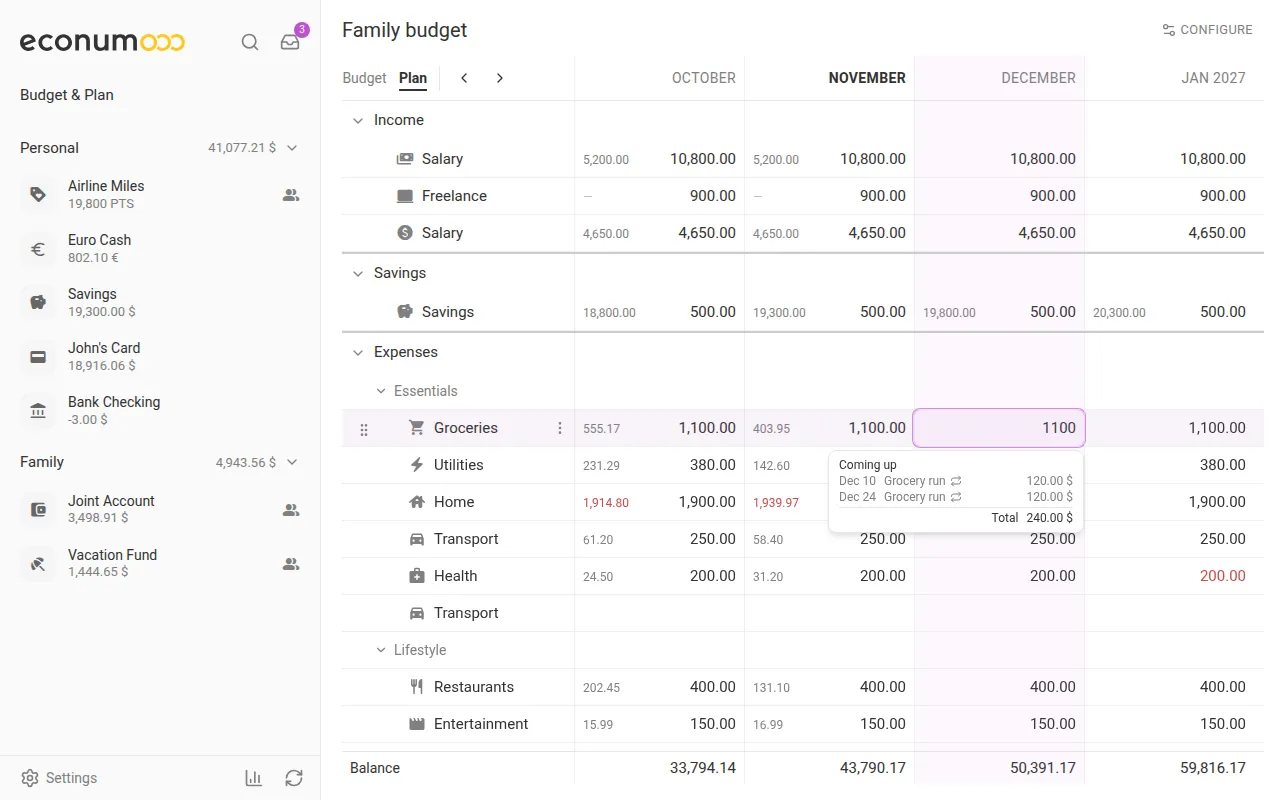 econumo
3
Budget & Plan
Personal 41,077.21 $
Airline Miles
19,800 PTS
Euro Cash
802.10 €
Savings
19,300.00 $
John's Card
18,916.06 $
Bank Checking
-3.00 $
Family 4,943.56 $
Joint Account
3,498.91 $
Vacation Fund
1,444.65 $
Settings
Family budget CONFIGURE
Budget Plan OCTOBER NOVEMBER DECEMBER JAN 2027
Income
Salary 5,200.00 10,800.00 5,200.00 10,800.00 10,800.00 10,800.00
Freelance – 900.00 – 900.00 900.00 900.00
Salary 4,650.00 4,650.00 4,650.00 4,650.00 4,650.00 4,650.00
Savings
Savings 18,800.00 500.00 19,300.00 500.00 19,800.00 500.00 20,300.00 500.00
Expenses
Essentials
Groceries 555.17 1,100.00 403.95 1,100.00 1100 1,100.00
Utilities 231.29 380.00 142.60 380.00
Home 1,914.80 1,900.00 1,939.97 1,900.00
Coming up
Dec 10 Grocery run 120.00 $
Dec 24 Grocery run 120.00 $
Total 240.00 $
Transport 61.20 250.00 58.40 250.00 250.00 250.00
Health 24.50 200.00 31.20 200.00 200.00 200.00
Transport
Lifestyle
Restaurants 202.45 400.00 131.10 400.00 400.00 400.00
Entertainment 15.99 150.00 16.99 150.00 150.00 150.00
Balance 33,794.14 43,790.17 50,391.17 59,816.17